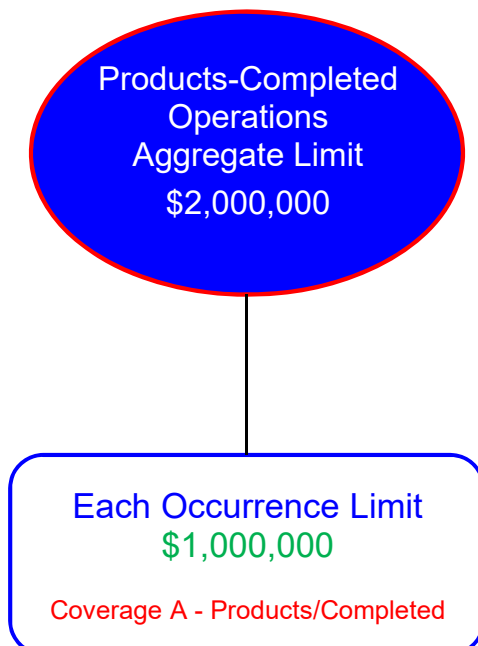 Products-Completed
Operations
Aggregate Limit
$2,000,000
Each Occurrence Limit
$1,000,000
Coverage A - Products/Completed